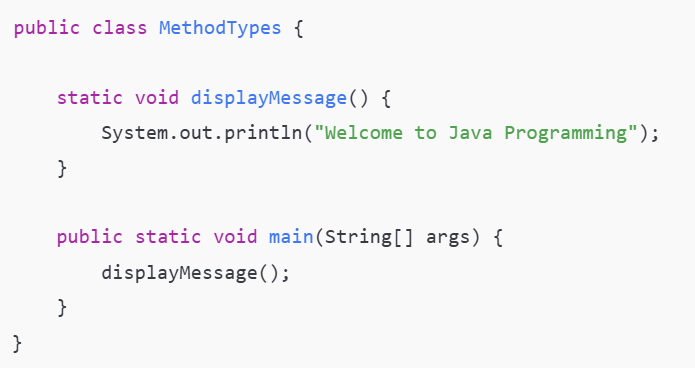 public class MethodTypes {
    static void displayMessage() {
        System.out.println("Welcome to Java Programming");
    }
    public static void main(String[] args) {
        displayMessage();
    }
}